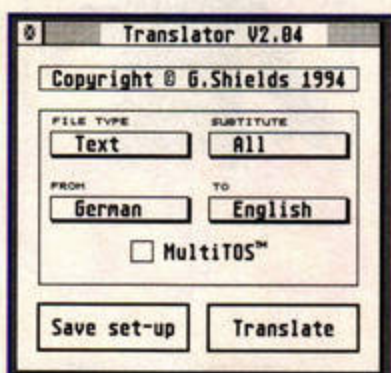 Translator V2.04
Copyright © G.Shields 1994
FILE TYPE SUBTITUTE
Text All
FROM TO
German English
MultiTOS™
Save set-up Translate